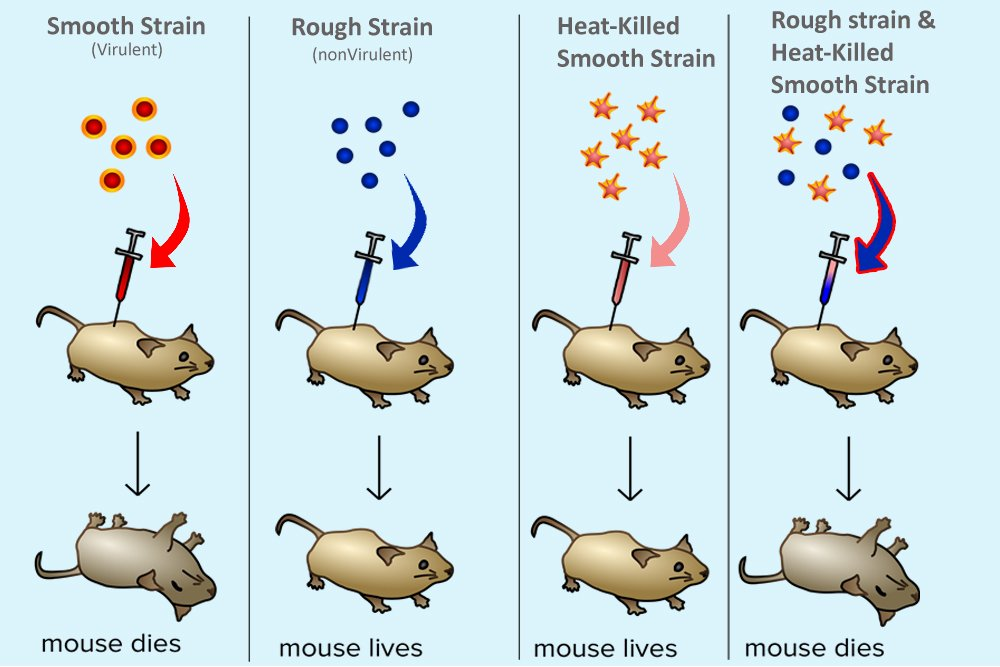 Smooth Strain
(Virulent)
Rough Strain
(nonVirulent)
Heat-Killed
Smooth Strain
Rough strain &
Heat-Killed
Smooth Strain
mouse dies
mouse lives
mouse lives
mouse dies